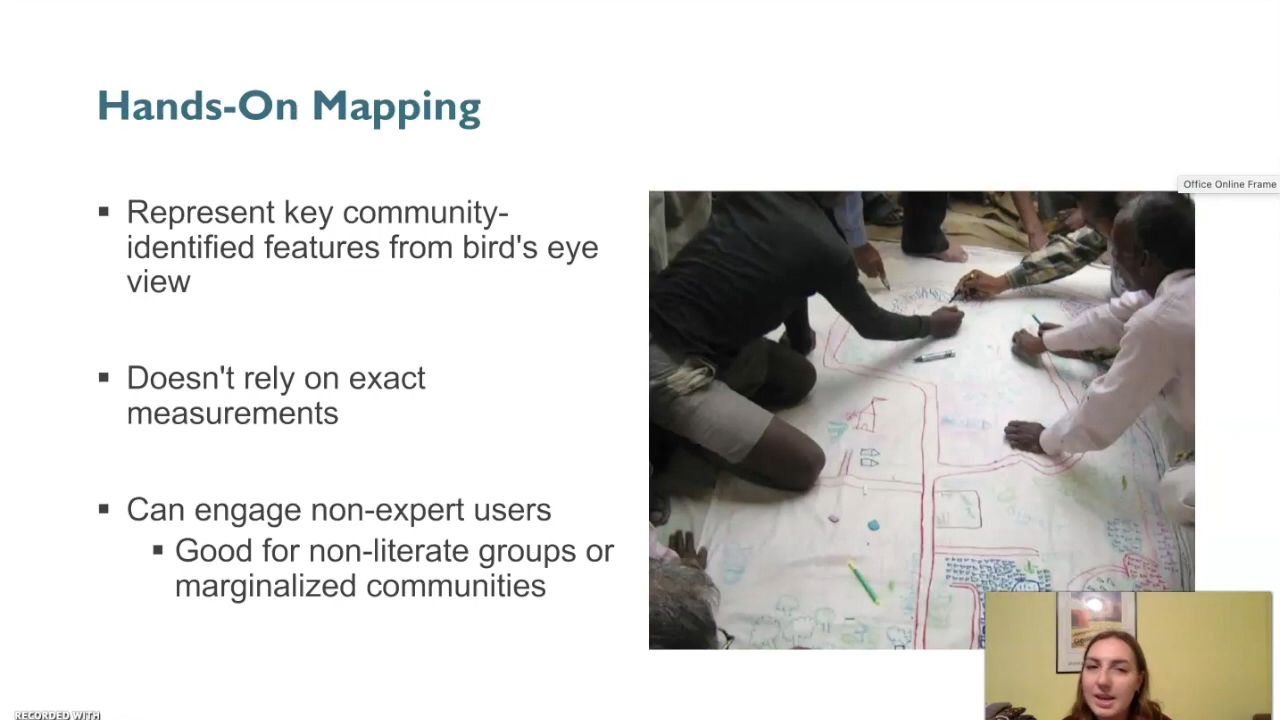 Hands-On Mapping
Office Online Frame
▪ Represent key community-
identified features from bird's eye
view
▪ Doesn't rely on exact
measurements
▪ Can engage non-expert users
▪ Good for non-literate groups or
marginalized communities
RECORDED WITH